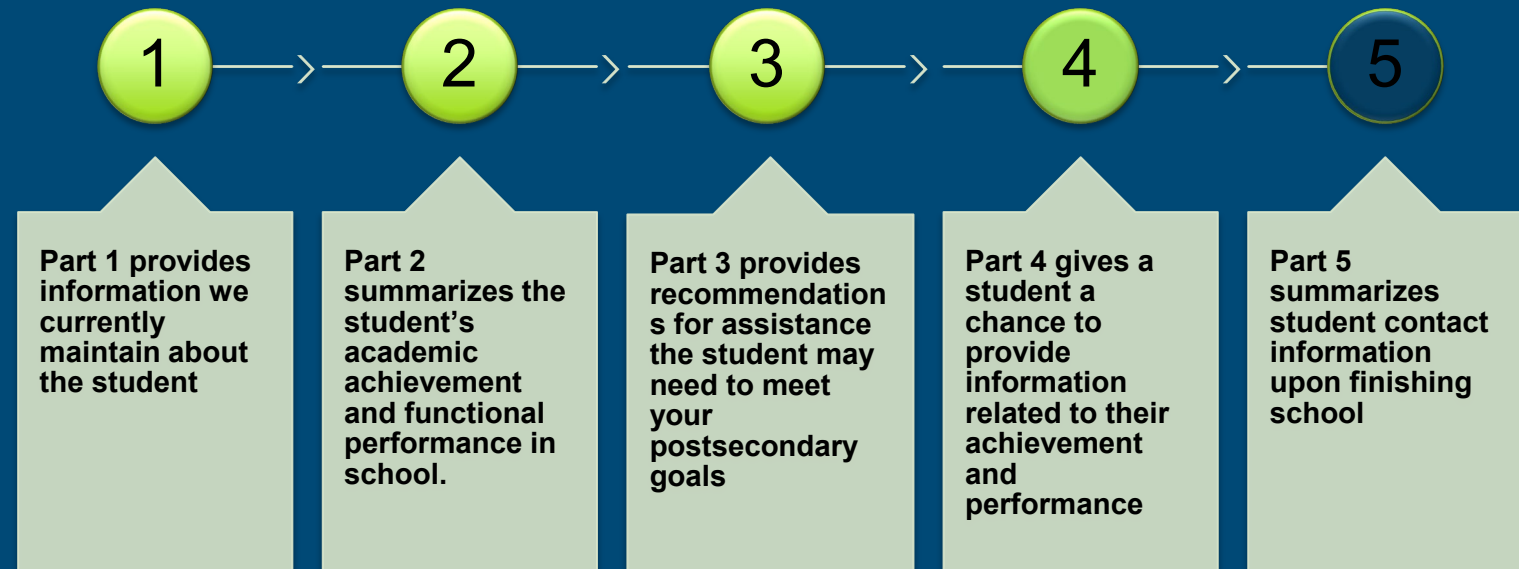 1
2
3
4
5
Part 1 provides
information we
currently
maintain about
the student
Part 2
summarizes the
student’s
academic
achievement
and functional
performance in
school.
Part 3 provides
recommendation
s for assistance
the student may
need to meet
your
postsecondary
goals
Part 4 gives a
student a
chance to
provide
information
related to their
achievement
and
performance
Part 5
summarizes
student contact
information
upon finishing
school